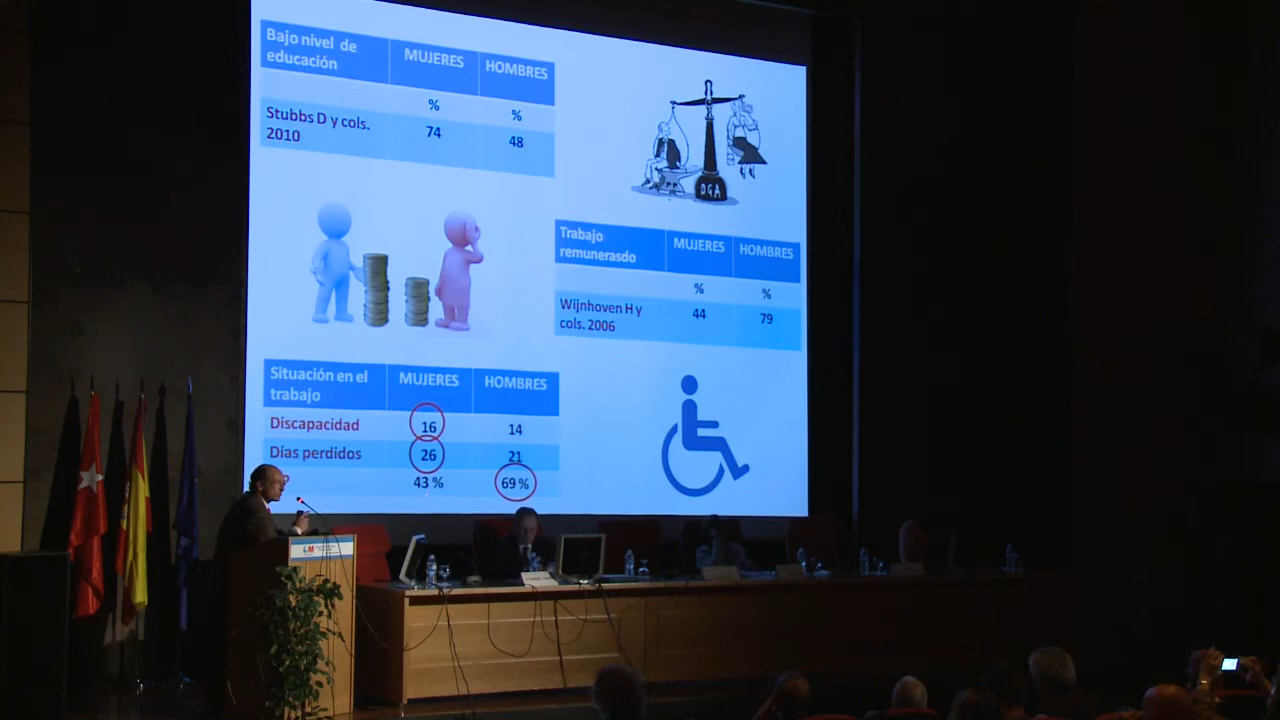 Bajo nivel de
educación
MUJERES
HOMBRES
%
%
Stubbs D y cols.
2010
74
48
DGA
Trabajo
remunerasdo
MUJERES
HOMBRES
%
%
Wijnhoven H y
cols. 2006
44
79
Situación en el
trabajo
MUJERES
HOMBRES
Discapacidad
16
14
Días perdidos
26
21
43 %
69 %